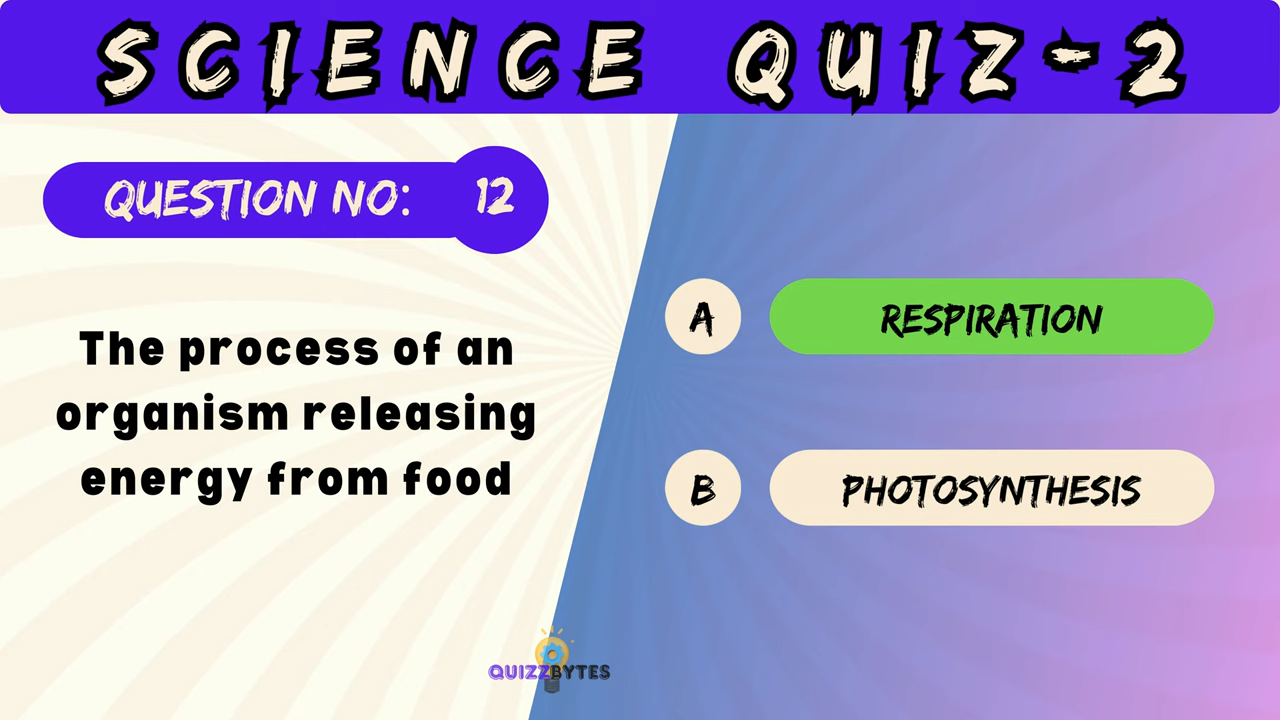 SCIENCE QUIZ-2
QUESTION NO: 12
The process of an
organism releasing
energy from food
A RESPIRATION
B PHOTOSYNTHESIS
QUIZZBYTES